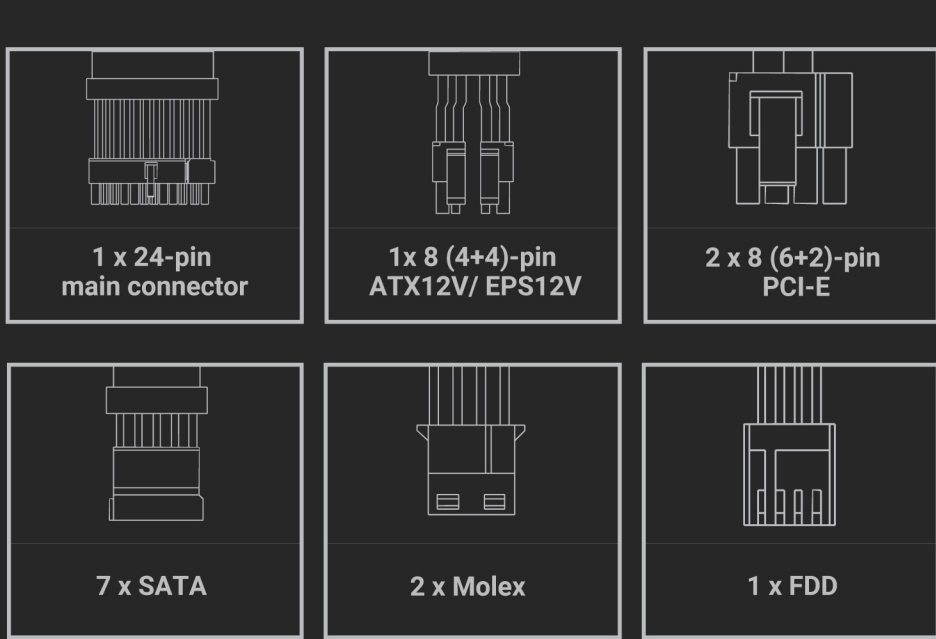 1 x 24-pin
main connector
1x 8 (4+4)-pin
ATX12V/ EPS12V
2 x 8 (6+2)-pin
PCI-E
7 x SATA
2 x Molex
1 x FDD